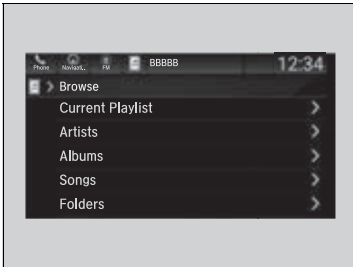 Phone Navigati.. FM BBBBB 12:34
Browse
Current Playlist
Artists
Albums
Songs
Folders